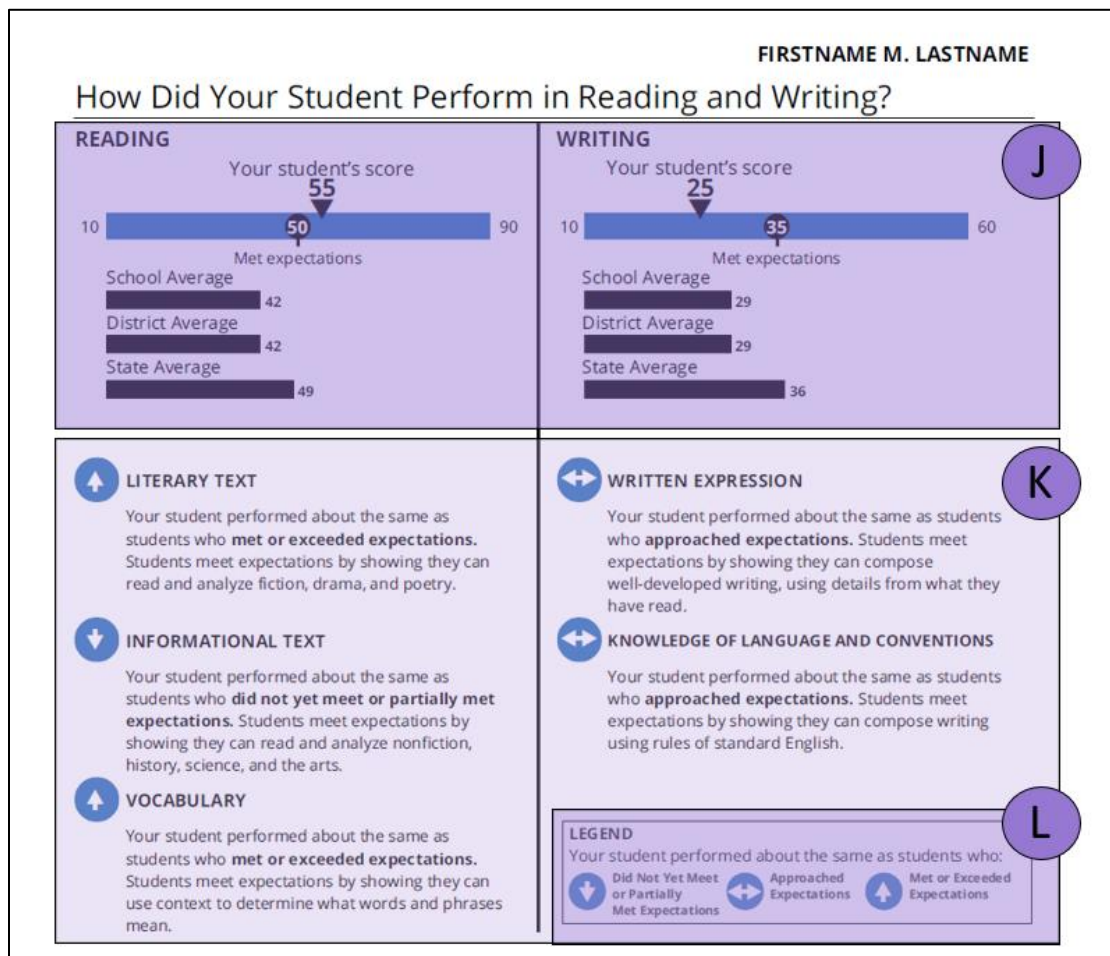 FIRSTNAME M. LASTNAME
How Did Your Student Perform in Reading and Writing?
READING
Your student's score
55
10
50
90
Met expectations
School Average
42
District Average
42
State Average
49
WRITING
Your student's score
25
10
35
60
Met expectations
School Average
29
District Average
29
State Average
36
J
LITERARY TEXT
Your student performed about the same as
students who met or exceeded expectations.
Students meet expectations by showing they can
read and analyze fiction, drama, and poetry.
INFORMATIONAL TEXT
Your student performed about the same as
students who did not yet meet or partially met
expectations. Students meet expectations by
showing they can read and analyze nonfiction,
history, science, and the arts.
VOCABULARY
Your student performed about the same as
students who met or exceeded expectations.
Students meet expectations by showing they can
use context to determine what words and phrases
mean.
WRITTEN EXPRESSION
Your student performed about the same as students
who approached expectations. Students meet
expectations by showing they can compose
well-developed writing, using details from what they
have read.
KNOWLEDGE OF LANGUAGE AND CONVENTIONS
Your student performed about the same as students
who approached expectations. Students meet
expectations by showing they can compose writing
using rules of standard English.
K
LEGEND
Your student performed about the same as students who:
Did Not Yet Meet
or Partially
Met Expectations
Approached
Expectations
Met or Exceeded
Expectations
L